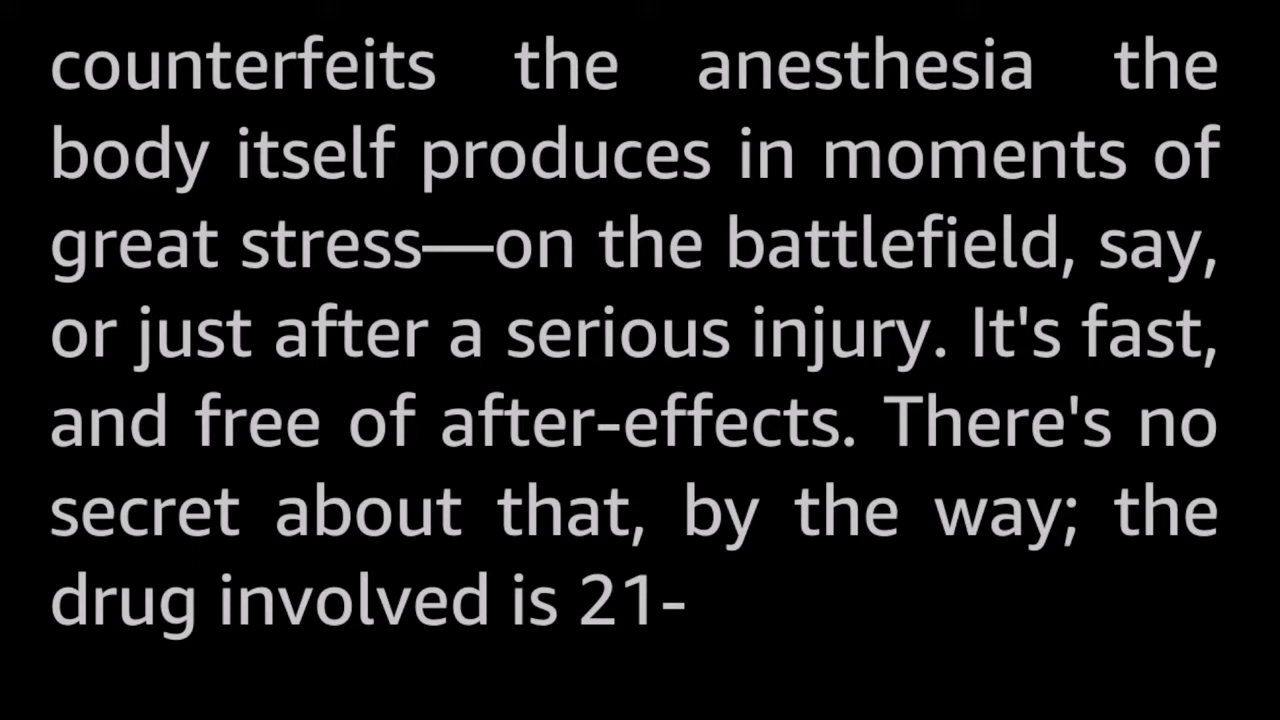 counterfeits the anesthesia the
body itself produces in moments of
great stress—on the battlefield, say,
or just after a serious injury. It's fast,
and free of after-effects. There's no
secret about that, by the way; the
drug involved is 21-